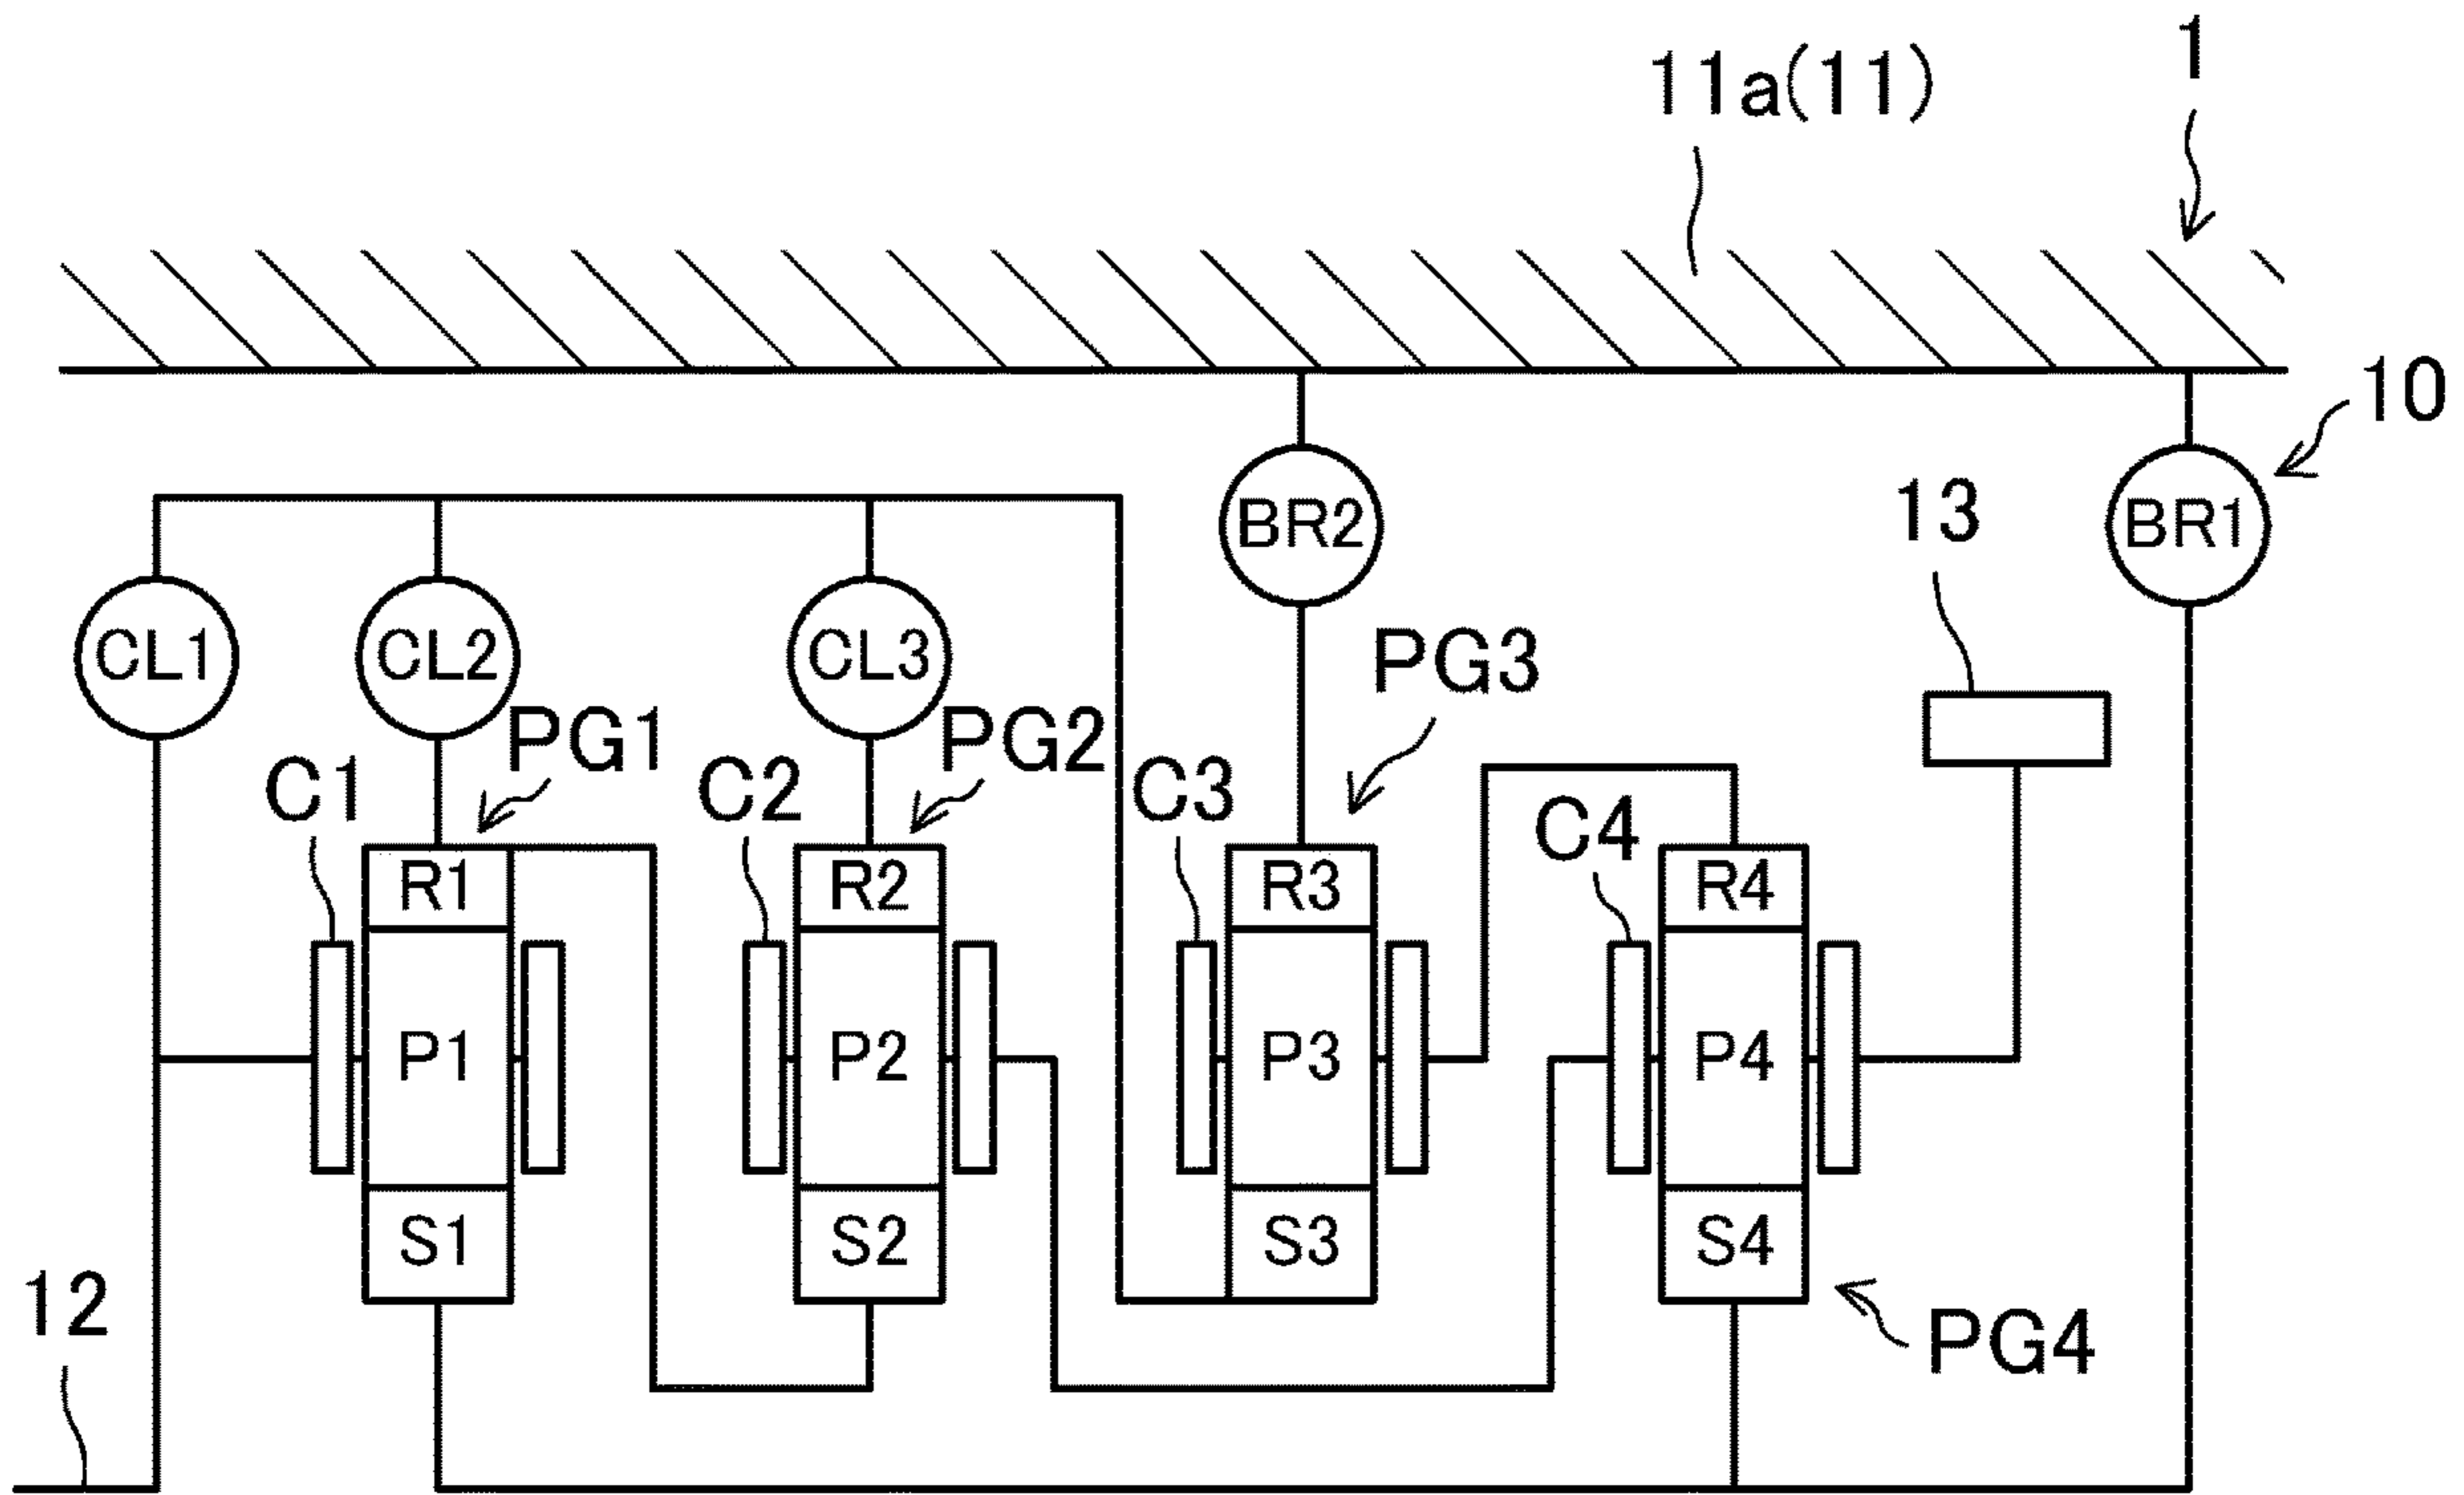 1
11a(11)
10
13
BR2
BR1
CL1
CL2
CL3
PG3
PG1
PG2
C1
C2
C3
C4
R1
R2
R3
R4
P1
P2
P3
P4
S1
S2
S3
S4
12
PG4